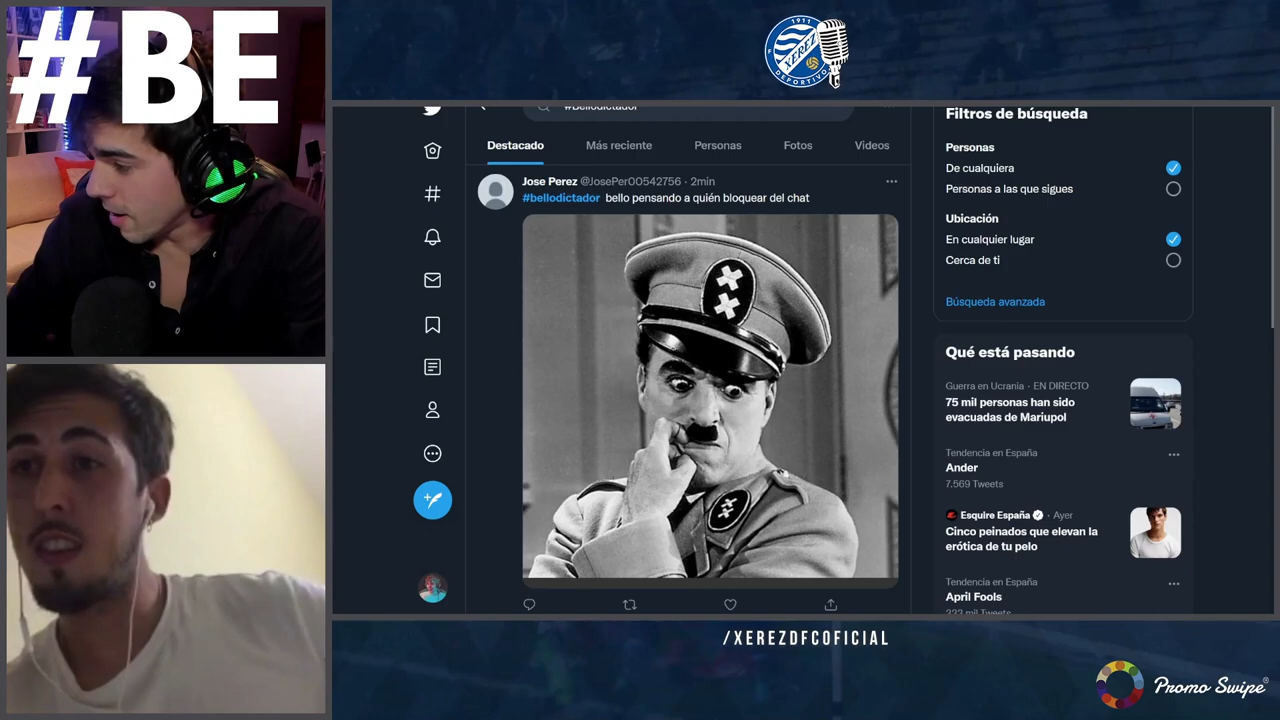 #BE
1911
XEREZ
DEPORTIVO
#Bellodictador
Destacado
Más reciente
Personas
Fotos
Videos
Jose Perez @JosePer00542756 · 2min
#bellodictador bello pensando a quién bloquear del chat
Filtros de búsqueda
Personas
De cualquiera
Personas a las que sigues
Ubicación
En cualquier lugar
Cerca de ti
Búsqueda avanzada
Qué está pasando
Guerra en Ucrania · EN DIRECTO
75 mil personas han sido
evacuadas de Mariupol
Tendencia en España
Ander
7.569 Tweets
Esquire España · Ayer
Cinco peinados que elevan la
erótica de tu pelo
Tendencia en España
April Fools
/XEREZDFCOFICIAL
Promo Swipe®